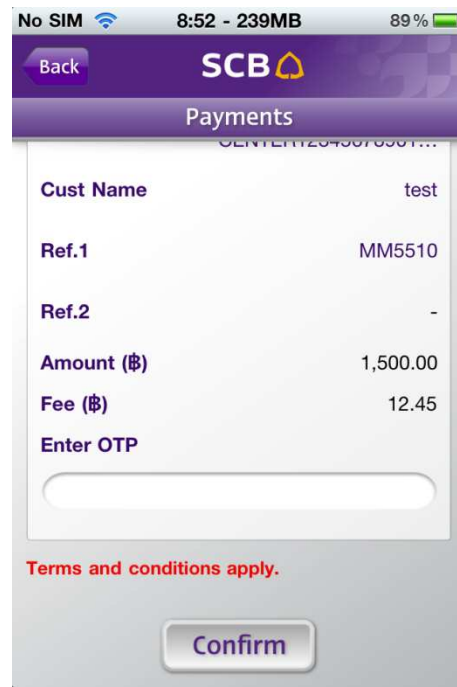 No SIM 8:52 - 239MB 89%
Back SCB
Payments
Cust Name test
Ref.1 MM5510
Ref.2 -
Amount (฿) 1,500.00
Fee (฿) 12.45
Enter OTP
Terms and conditions apply.
Confirm